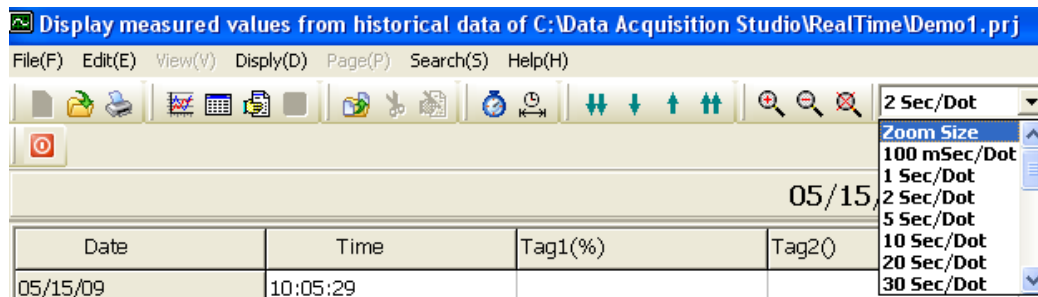 Display measured values from historical data of C:\Data Acquisition Studio\RealTime\Demo1.prj
File(F) Edit(E) View(V) Disply(D) Page(P) Search(S) Help(H)
2 Sec/Dot
Zoom Size
100 mSec/Dot
1 Sec/Dot
2 Sec/Dot
5 Sec/Dot
10 Sec/Dot
20 Sec/Dot
30 Sec/Dot
05/15/
Date Time Tag1(%) Tag2()
05/15/09 10:05:29